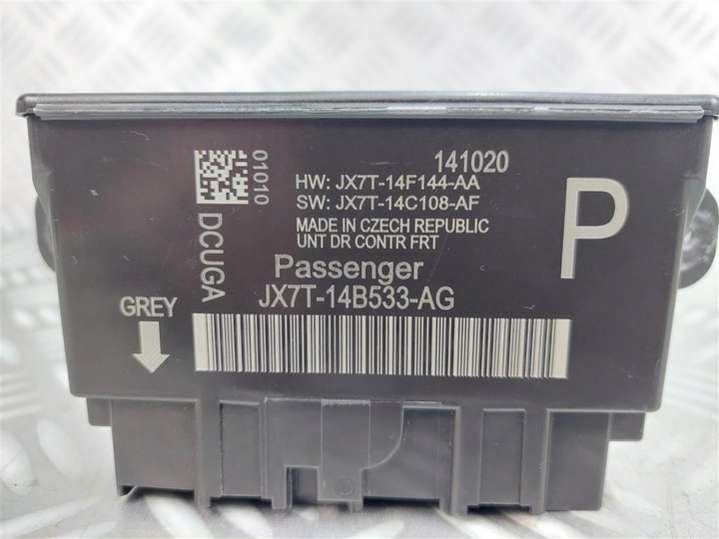 141020
HW: JX7T-14F144-AA
SW: JX7T-14C108-AF
MADE IN CZECH REPUBLIC
UNT DR CONTR FRT
Passenger
JX7T-14B533-AG
P
01010
DCUGA
GREY